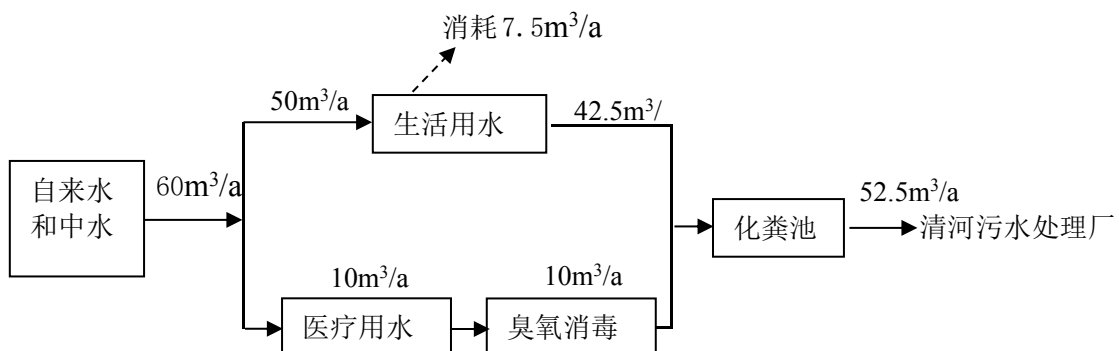 消耗 7.5m³/a
50m³/a
生活用水
42.5m³/
自来水
和中水
60m³/a
化粪池
52.5m³/a
清河污水处理厂
10m³/a
医疗用水
10m³/a
臭氧消毒